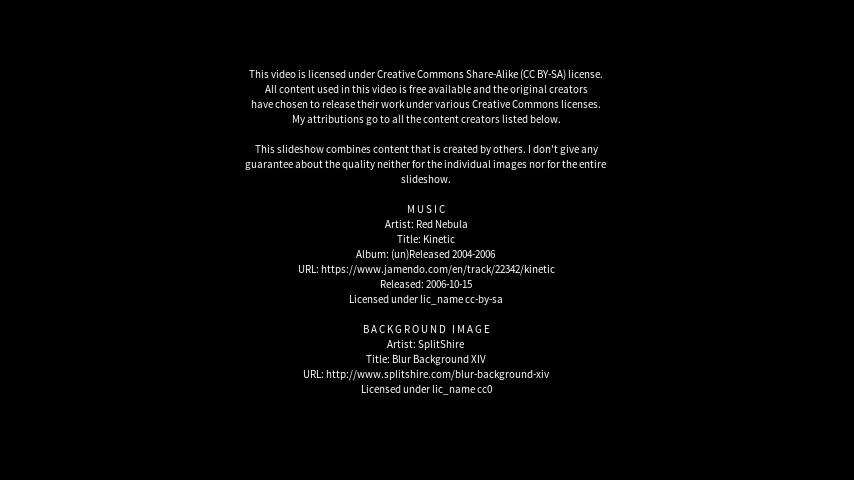 This video is licensed under Creative Commons Share-Alike (CC BY-SA) license.
All content used in this video is free available and the original creators
have chosen to release their work under various Creative Commons licenses.
My attributions go to all the content creators listed below.
This slideshow combines content that is created by others. I don't give any
guarantee about the quality neither for the individual images nor for the entire
slideshow.
MUSIC
Artist: Red Nebula
Title: Kinetic
Album: (un)Released 2004-2006
URL: https://www.jamendo.com/en/track/22342/kinetic
Released: 2006-10-15
Licensed under lic_name cc-by-sa
BACKGROUND IMAGE
Artist: SplitShire
Title: Blur Background XIV
URL: http://www.splitshire.com/blur-background-xiv
Licensed under lic_name cc0